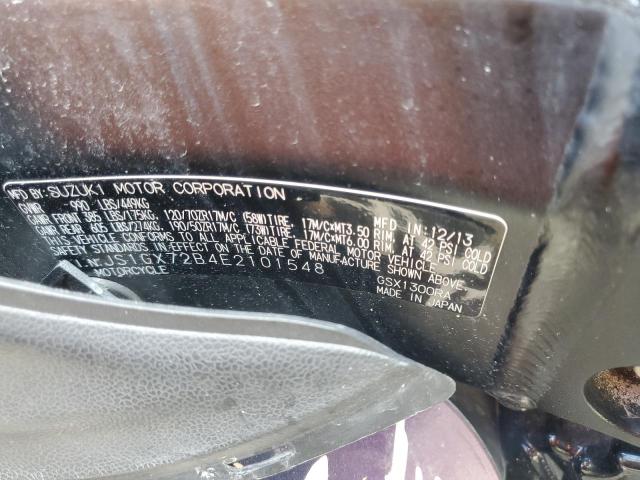 MFD BY: SUZUKI MOTOR CORPORATION MFD IN: 12/13
GVWR 990 LBS/449KG
GAWR FRONT 385 LBS/175KG, 120/70ZR17M/C (58W)TIRE, 17M/C×MT3.50 RIM, AT 42 PSI COLD
GAWR REAR 605 LBS/274KG, 190/50ZR17M/C (73W)TIRE, 17M/C×MT6.00 RIM, AT 42 PSI COLD
THIS VEHICLE CONFORMS TO ALL APPLICABLE FEDERAL MOTOR VEHICLE
SAFETY STANDARDS IN EFFECT ON THE DATE OF MANUFACTURE SHOWN ABOVE
JS1GX72B4E2101548 GSX1300RA
MOTORCYCLE MADE IN JAPAN